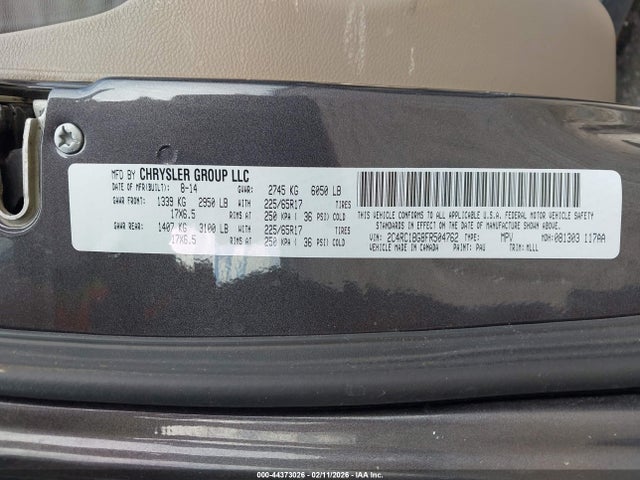 MFD BY CHRYSLER GROUP LLC
DATE OF MFR(BUILT): 8-14 GVWR: 2745 KG 6050 LB
GAWR FRONT: 1339 KG 2950 LB WITH 225/65R17 TIRES
17X6.5 RIMS AT 250 KPA ( 36 PSI) COLD
GAWR REAR: 1407 KG 3100 LB WITH 225/65R17 TIRES
17X6.5 RIMS AT 250 KPA ( 36 PSI) COLD
THIS VEHICLE CONFORMS TO ALL APPLICABLE U.S.A. FEDERAL MOTOR VEHICLE SAFETY
STANDARDS IN EFFECT ON THE DATE OF MANUFACTURE SHOWN ABOVE.
VIN: 2C4RC1BG8FR504762 TYPE: MPV MDH: 081303 117AA
VEHICLE MADE IN CANADA PAINT: PAU TRIM: MLLL
000-44373026 - 02/11/2026 - IAAI.COM